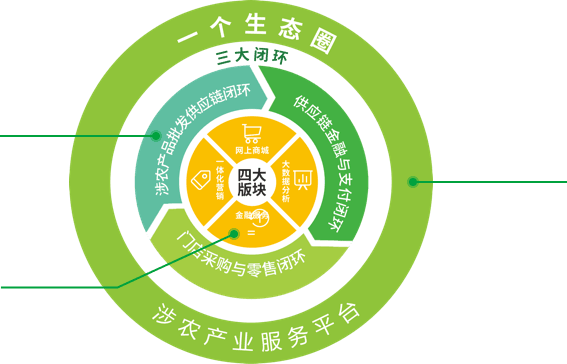 一个生态圈
三大闭环
涉农产品批发供应链闭环
供应链金融与支付闭环
门店采购与零售闭环
网上商城
大数据分析
金融服务
一体化营销
四大
版块
涉农产业服务平台